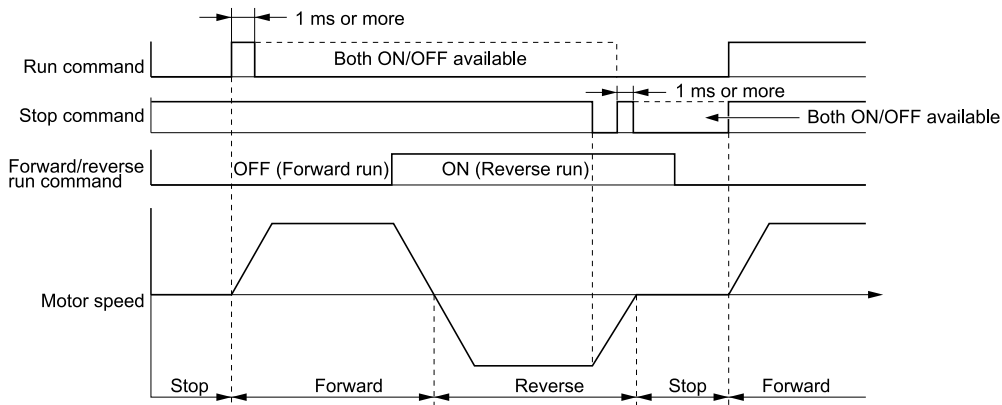 1 ms or more
Run command
Both ON/OFF available
1 ms or more
Stop command
Both ON/OFF available
Forward/reverse
run command
OFF (Forward run)
ON (Reverse run)
Motor speed
Stop
Forward
Reverse
Stop
Forward